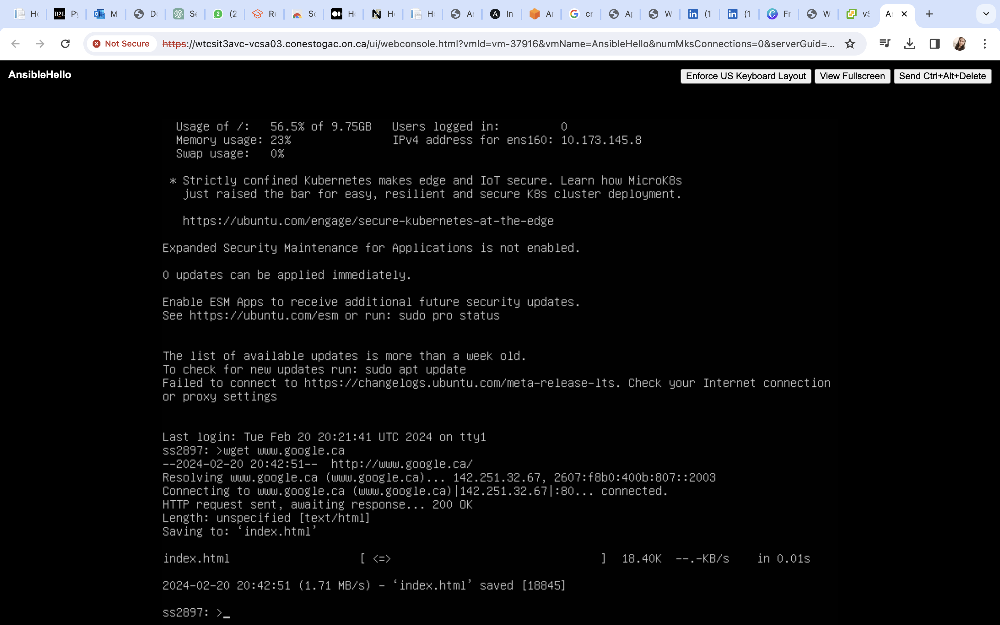 Hc Py M Dc Se (2 Re Sc Hc Hc Hc As In Ar cr Ap W (1 (1 Fr W vS Ar
Not Secure https://wtcsit3avc-vcsa03.conestogac.on.ca/ui/webconsole.html?vmId=vm-37916&vmName=AnsibleHello&numMksConnections=0&serverGuid=...
AnsibleHello Enforce US Keyboard Layout View Fullscreen Send Ctrl+Alt+Delete
Usage of /: 56.5% of 9.75GB Users logged in: 0
Memory usage: 23% IPv4 address for ens160: 10.173.145.8
Swap usage: 0%
* Strictly confined Kubernetes makes edge and IoT secure. Learn how MicroK8s
just raised the bar for easy, resilient and secure K8s cluster deployment.
https://ubuntu.com/engage/secure-kubernetes-at-the-edge
Expanded Security Maintenance for Applications is not enabled.
0 updates can be applied immediately.
Enable ESM Apps to receive additional future security updates.
See https://ubuntu.com/esm or run: sudo pro status
The list of available updates is more than a week old.
To check for new updates run: sudo apt update
Failed to connect to https://changelogs.ubuntu.com/meta-release-lts. Check your Internet connection
or proxy settings
Last login: Tue Feb 20 20:21:41 UTC 2024 on tty1
ss2897: >wget www.google.ca
--2024-02-20 20:42:51-- http://www.google.ca/
Resolving www.google.ca (www.google.ca)... 142.251.32.67, 2607:f8b0:400b:807::2003
Connecting to www.google.ca (www.google.ca)|142.251.32.67|:80... connected.
HTTP request sent, awaiting response... 200 OK
Length: unspecified [text/html]
Saving to: ‘index.html’
index.html [ <=> ] 18.40K --.-KB/s in 0.01s
2024-02-20 20:42:51 (1.71 MB/s) - ‘index.html’ saved [18845]
ss2897: >_